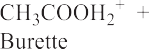 CH₃COOH₂⁺ +
Burette